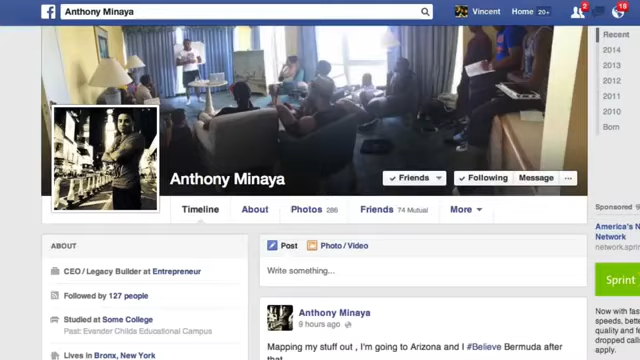 Anthony Minaya
Vincent
Home 20+
2
18
Recent
2014
2013
2012
2011
2010
Born
Anthony Minaya
Friends
Following
Message
Timeline
About
Photos 286
Friends 74 Mutual
More
ABOUT
CEO / Legacy Builder at Entrepreneur
Followed by 127 people
Studied at Some College
Past: Evander Childs Educational Campus
Lives in Bronx, New York
Post
Photo / Video
Write something...
Anthony Minaya
9 hours ago
Mapping my stuff out , I'm going to Arizona and I #Believe Bermuda after
that
Sponsored
America's N
Network
network.sprin
Sprint
Now with fas
speeds, bette
quality and fe
dropped calls
apply.